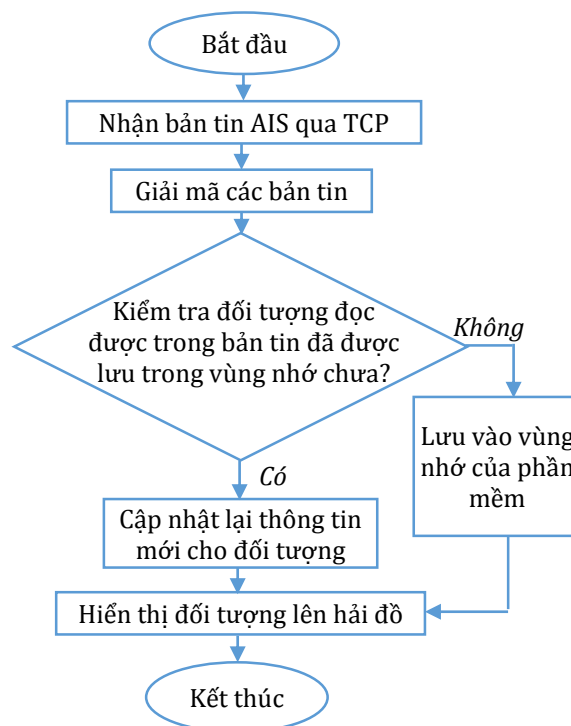 Bắt đầu
Nhận bản tin AIS qua TCP
Giải mã các bản tin
Kiểm tra đối tượng đọc
được trong bản tin đã được
lưu trong vùng nhớ chưa?
Không
Lưu vào vùng
nhớ của phần
mềm
Có
Cập nhật lại thông tin
mới cho đối tượng
Hiển thị đối tượng lên hải đồ
Kết thúc